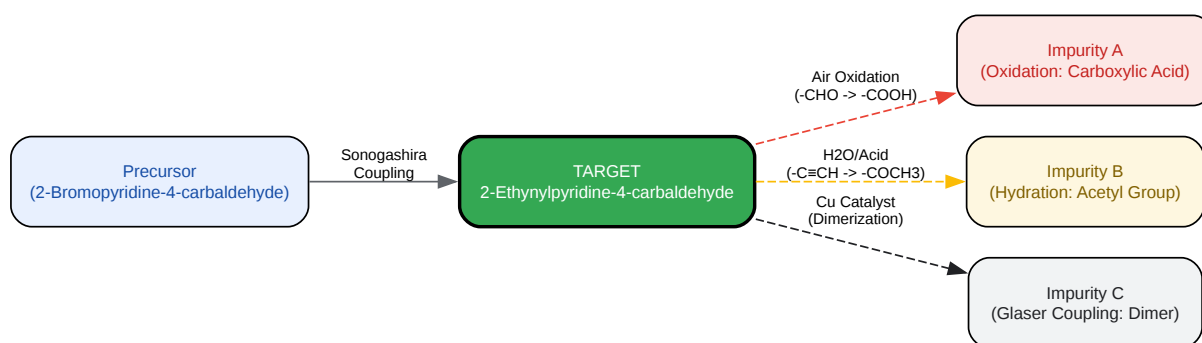 Precursor
(2-Bromopyridine-4-carbaldehyde)
Sonogashira
Coupling
TARGET
2-Ethynylpyridine-4-carbaldehyde
Air Oxidation
(-CHO -> -COOH)
Impurity A
(Oxidation: Carboxylic Acid)
H2O/Acid
(-C≡CH -> -COCH3)
Impurity B
(Hydration: Acetyl Group)
Cu Catalyst
(Dimerization)
Impurity C
(Glaser Coupling: Dimer)